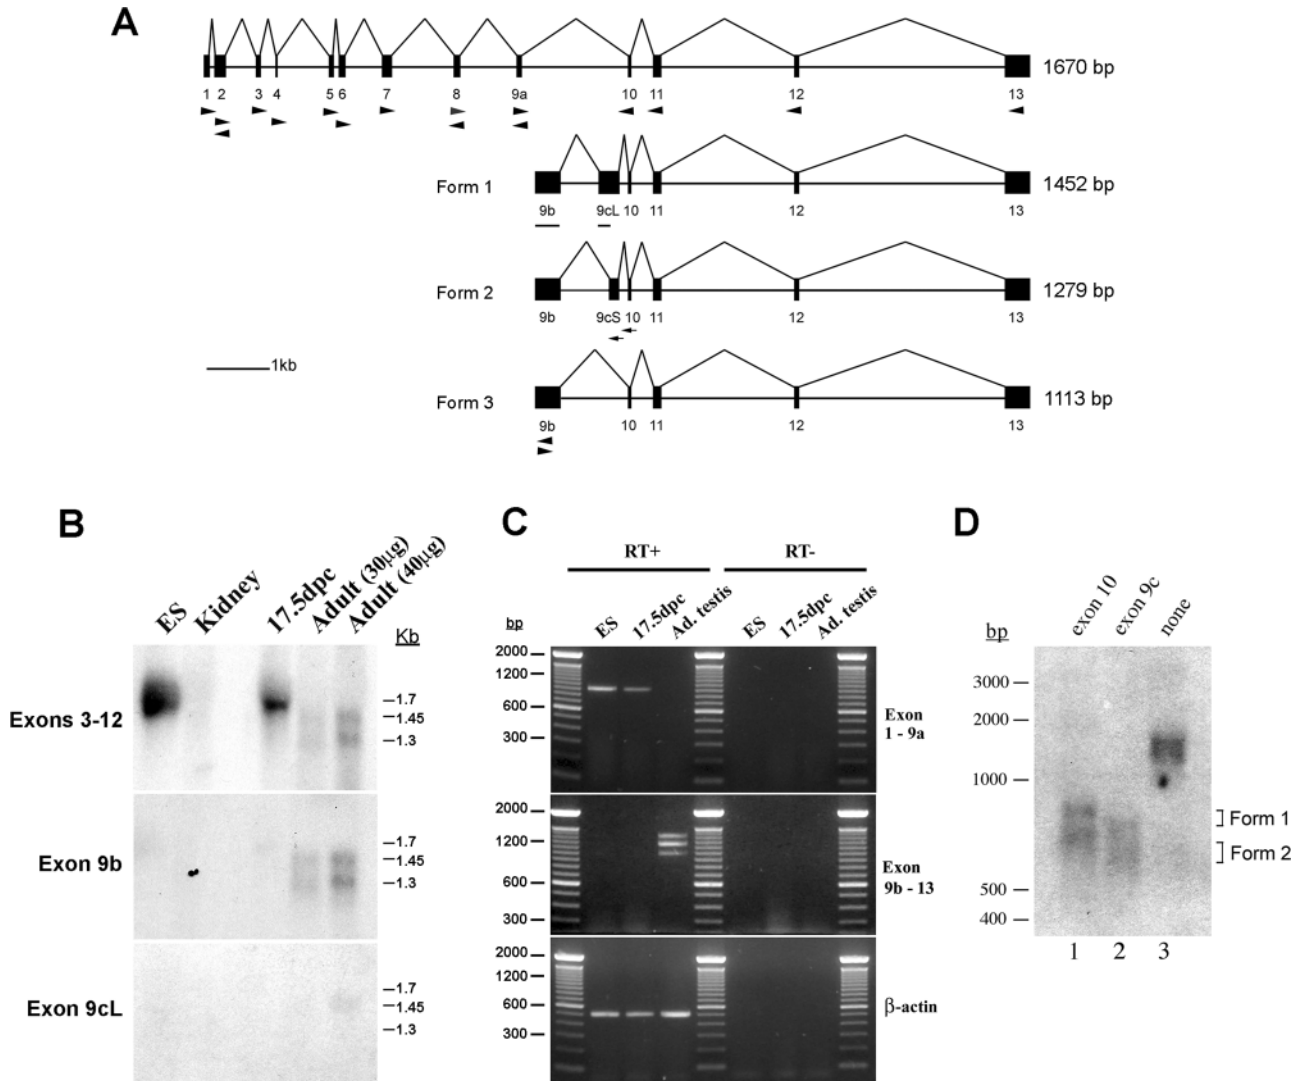 A
1670 bp
1 2 3 4 5 6 7 8 9a 10 11 12 13
Form 1
1452 bp
9b 9cL 10 11 12 13
Form 2
1279 bp
9b 9cS 10 11 12 13
1kb
Form 3
1113 bp
9b 10 11 12 13
B
ES
Kidney
17.5dpc
Adult (30µg)
Adult (40µg)
Kb
Exons 3-12
1.7
1.45
1.3
Exon 9b
1.7
1.45
1.3
Exon 9cL
1.7
1.45
1.3
C
RT+
RT-
bp
ES
17.5dpc
Ad. testis
ES
17.5dpc
Ad. testis
2000
1200
600
300
Exon
1 - 9a
2000
1200
600
300
Exon
9b - 13
2000
1200
600
300
β-actin
D
bp
exon 10
exon 9c
none
3000
2000
1000
500
400
Form 1
Form 2
1 2 3